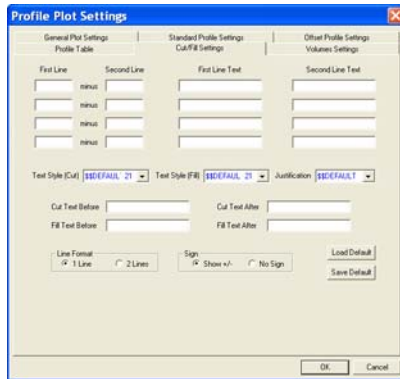 Profile Plot Settings
General Plot Settings Standard Profile Settings Offset Profile Settings
Profile Table Cut/Fill Settings Volumes Settings
First Line Second Line First Line Text Second Line Text
minus
minus
minus
minus
Text Style (Cut) $$DEFAUL 21 Text Style (Fill) $$DEFAUL 21 Justification $$DEFAULT
Cut Text Before Cut Text After
Fill Text Before Fill Text After
Line Format Sign Load Default
1 Line 2 Lines Show +/- No Sign
Save Default
OK Cancel